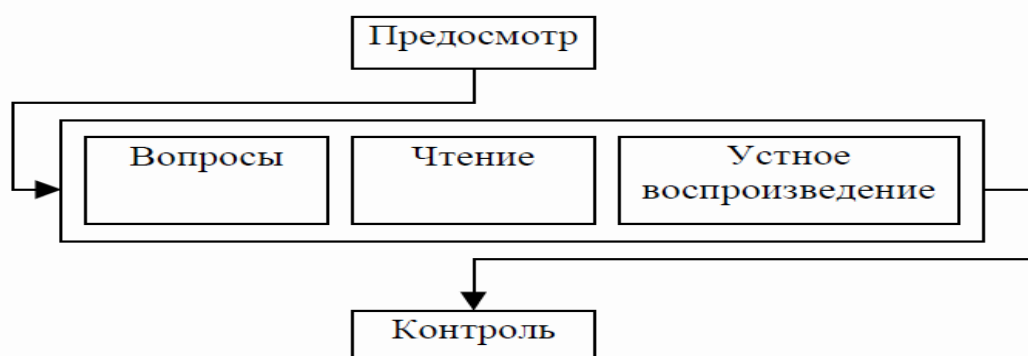 Предосмотр
Вопросы
Чтение
Устное
воспроизведение
Контроль